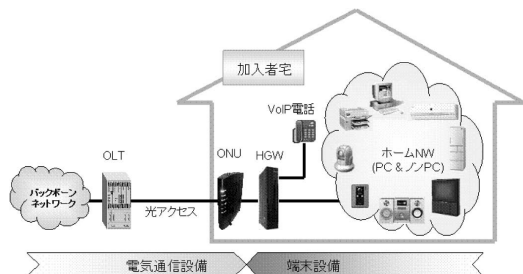 加入者宅
VoIP電話
OLT
ONU
HGW
ホームNW
(PC & ノンPC)
バックボーン
ネットワーク
光アクセス
電気通信設備
端末設備